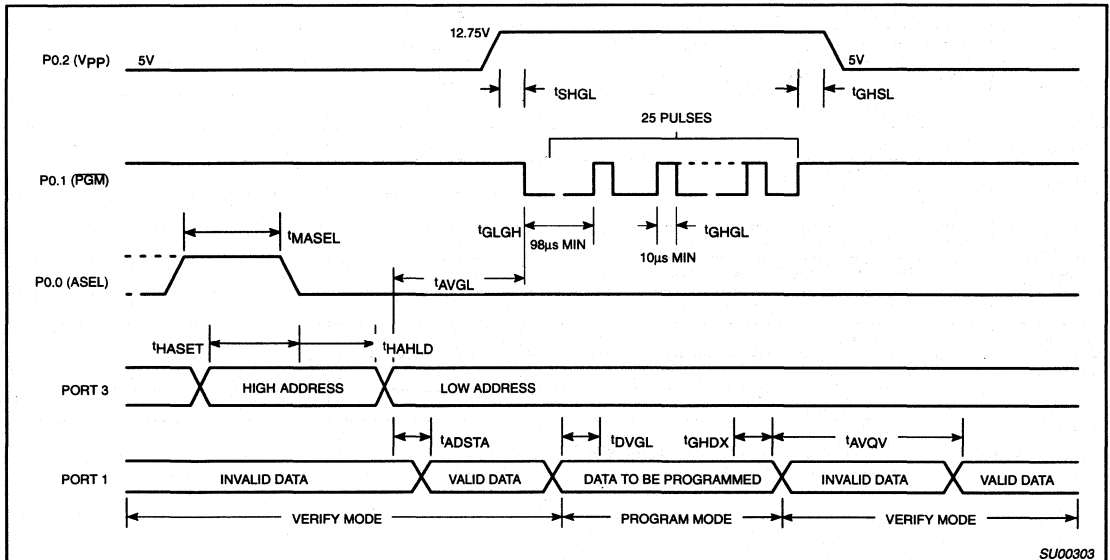 12.75V
P0.2 (VPP) 5V 5V
tSHGL tGHSL
25 PULSES
P0.1 (PGM)
tMASEL tGLGH 98µs MIN tGHGL 10µs MIN
P0.0 (ASEL) tAVGL
tHASET tHAHLD
PORT 3 HIGH ADDRESS LOW ADDRESS
tADSTA tDVGL tGHDX tAVQV
PORT 1 INVALID DATA VALID DATA DATA TO BE PROGRAMMED INVALID DATA VALID DATA
VERIFY MODE PROGRAM MODE VERIFY MODE
SU00303